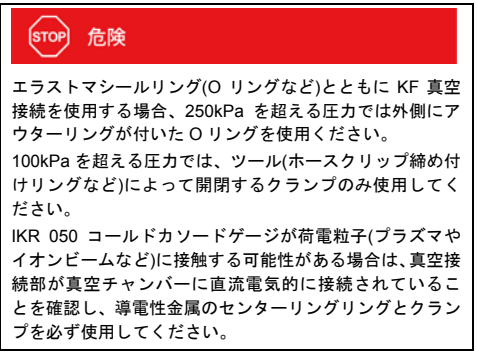 STOP 危険
エラストマシールリング(O リングなど)とともに KF 真空
接続を使用する場合、250kPa を超える圧力では外側にア
ウターリングが付いた O リングを使用ください。
100kPa を超える圧力では、ツール(ホースクリップ締め付
けリングなど)によって開閉するクランプのみ使用してく
ださい。
IKR 050 コールドカソードゲージが荷電粒子(プラズマや
イオンビームなど)に接触する可能性がある場合は、真空接
続部が真空チャンバーに直流電気的に接続されているこ
とを確認し、導電性金属のセンターリングリングとクラン
プを必ず使用してください。